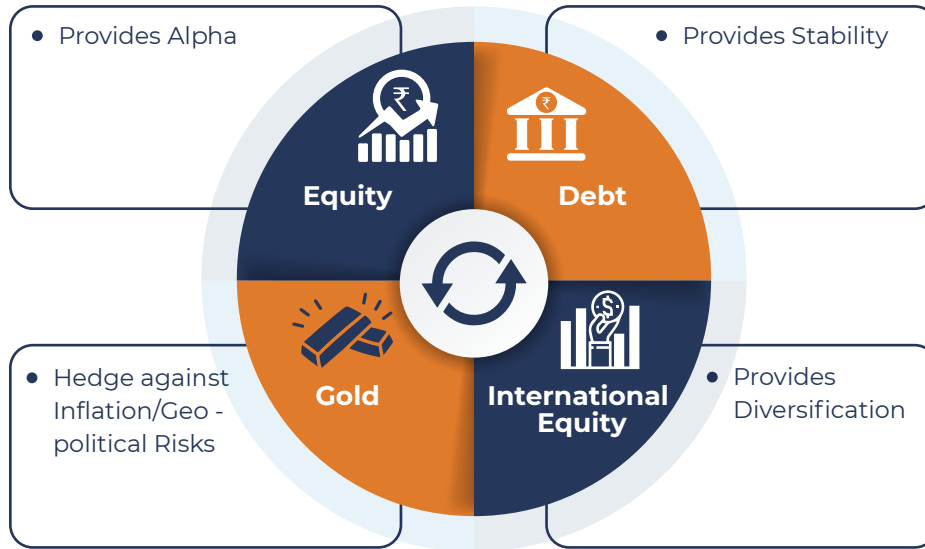 • Provides Alpha
• Provides Stability
₹
₹
Equity
Debt
$
Gold
International
Equity
• Hedge against
Inflation/Geo -
political Risks
• Provides
Diversification